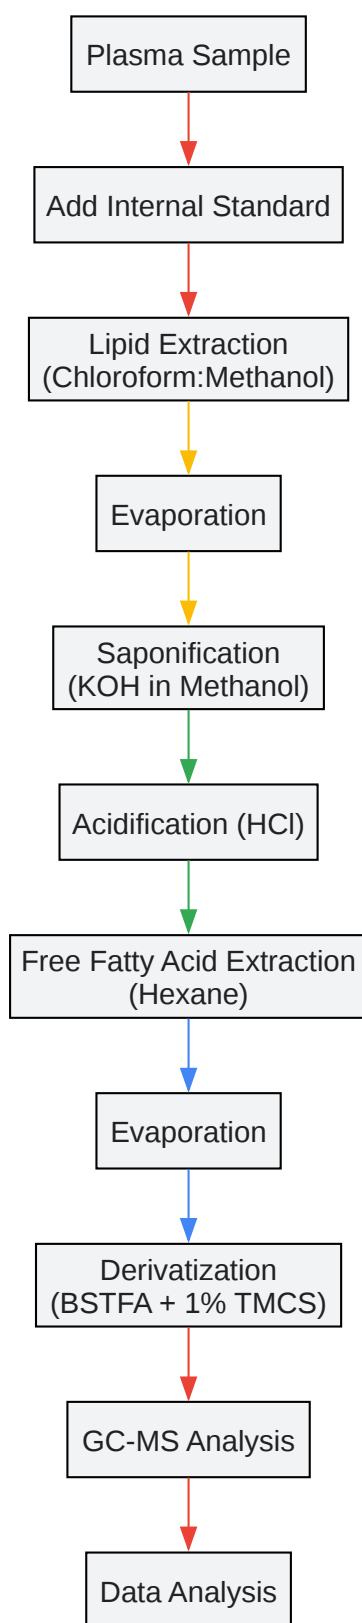 Plasma Sample
Add Internal Standard
Lipid Extraction
(Chloroform:Methanol)
Evaporation
Saponification
(KOH in Methanol)
Acidification (HCl)
Free Fatty Acid Extraction
(Hexane)
Evaporation
Derivatization
(BSTFA + 1% TMCS)
GC-MS Analysis
Data Analysis